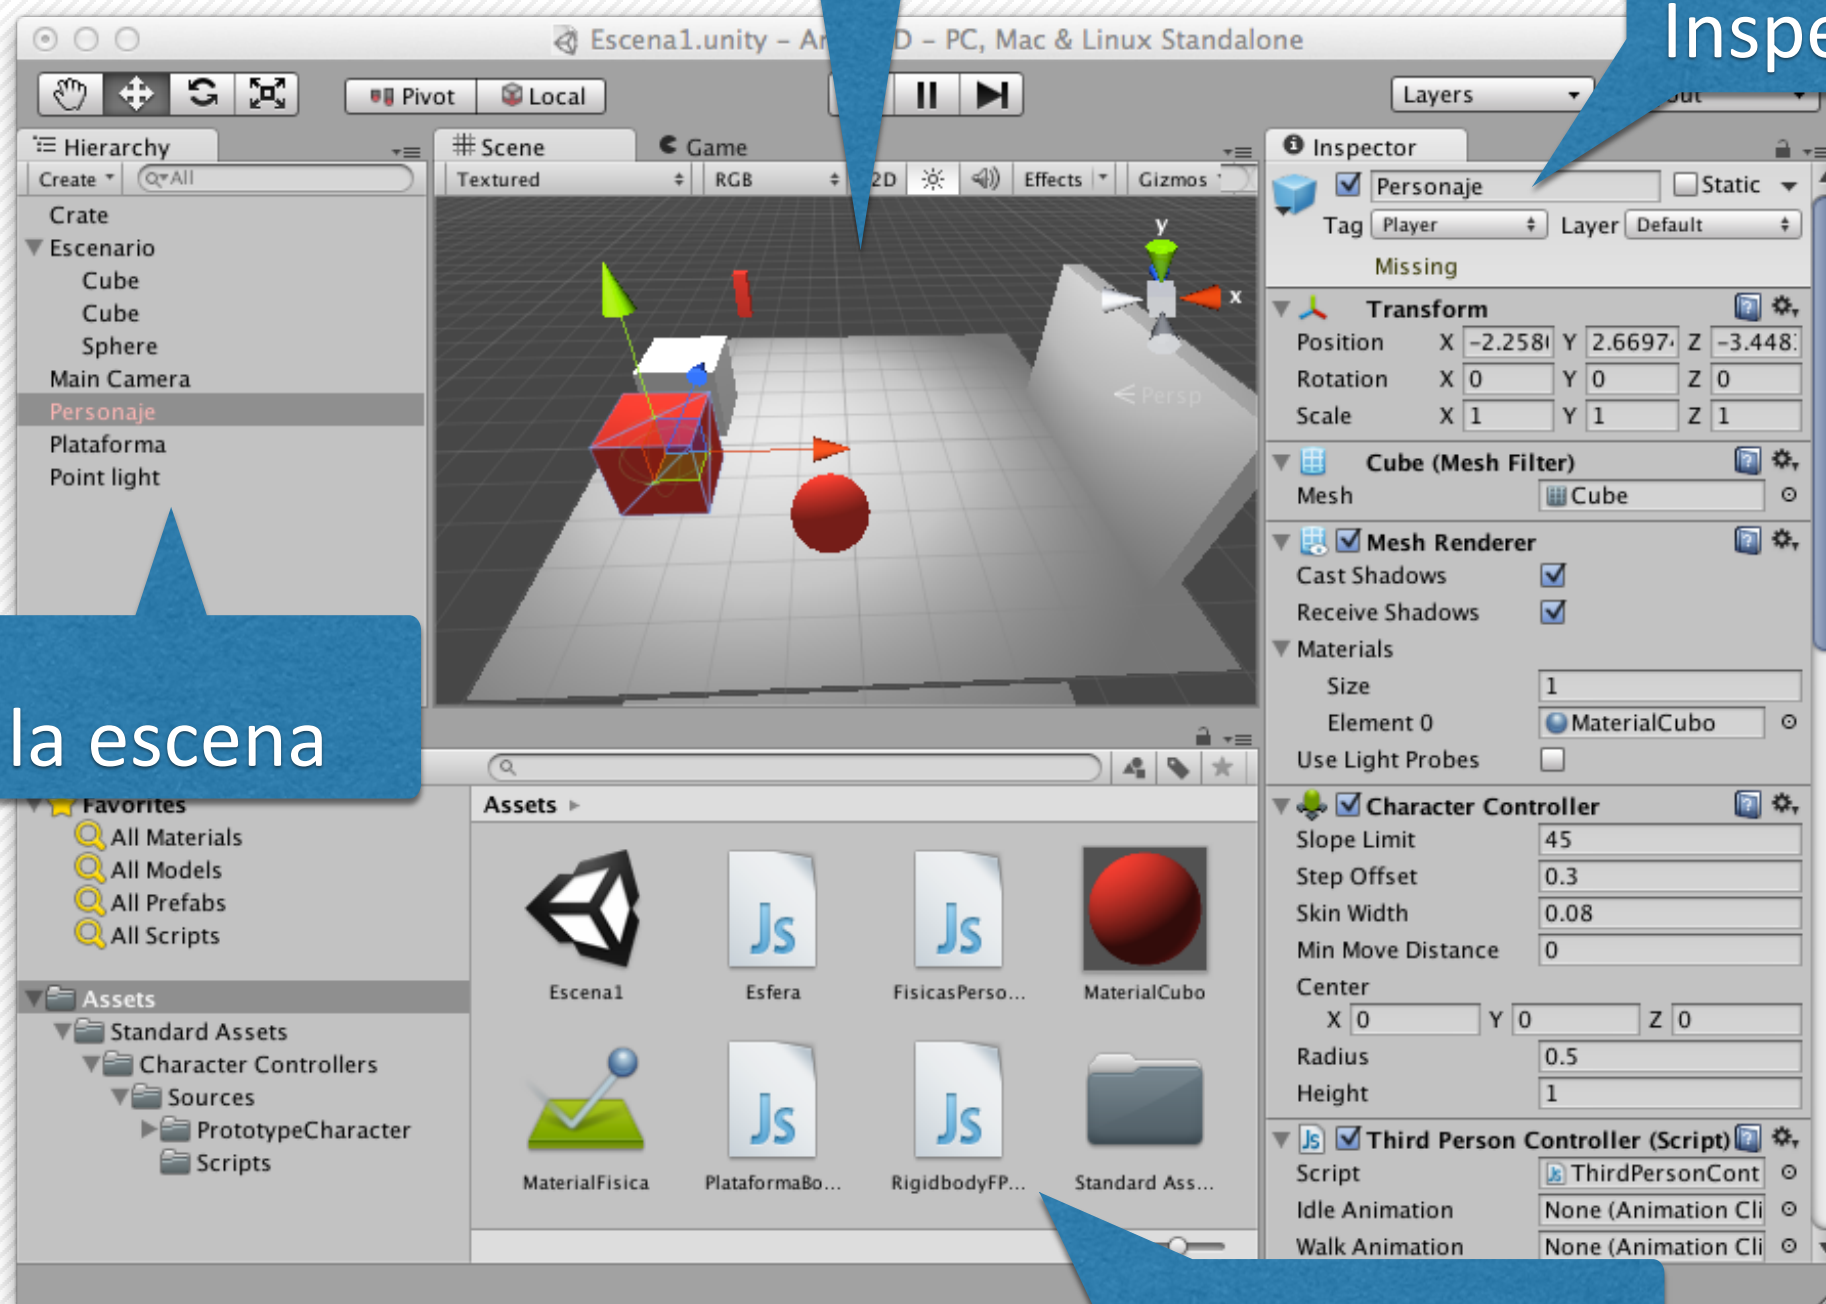 Inspe
Escena1.unity – An D – PC, Mac & Linux Standalone
Pivot Local Layers out
Hierarchy
Create All
Crate
Escenario
Cube
Cube
Sphere
Main Camera
Personaje
Plataforma
Point light
la escena
Scene Game
Textured RGB 2D Effects Gizmos
y
x
Persp
Inspector
Personaje Static
Tag Player Layer Default
Missing
Transform
Position X -2.258 Y 2.6697 Z -3.448
Rotation X 0 Y 0 Z 0
Scale X 1 Y 1 Z 1
Cube (Mesh Filter)
Mesh Cube
Mesh Renderer
Cast Shadows
Receive Shadows
Materials
Size 1
Element 0 MaterialCubo
Use Light Probes
Character Controller
Slope Limit 45
Step Offset 0.3
Skin Width 0.08
Min Move Distance 0
Center
X 0 Y 0 Z 0
Radius 0.5
Height 1
Js Third Person Controller (Script)
Script ThirdPersonCont
Idle Animation None (Animation Cli
Walk Animation None (Animation Cli
Favorites
All Materials
All Models
All Prefabs
All Scripts
Assets
Standard Assets
Character Controllers
Sources
PrototypeCharacter
Scripts
Assets
Js Js
Escena1 Esfera FisicasPerso... MaterialCubo
Js Js
MaterialFisica PlataformaBo... RigidbodyFP... Standard Ass...